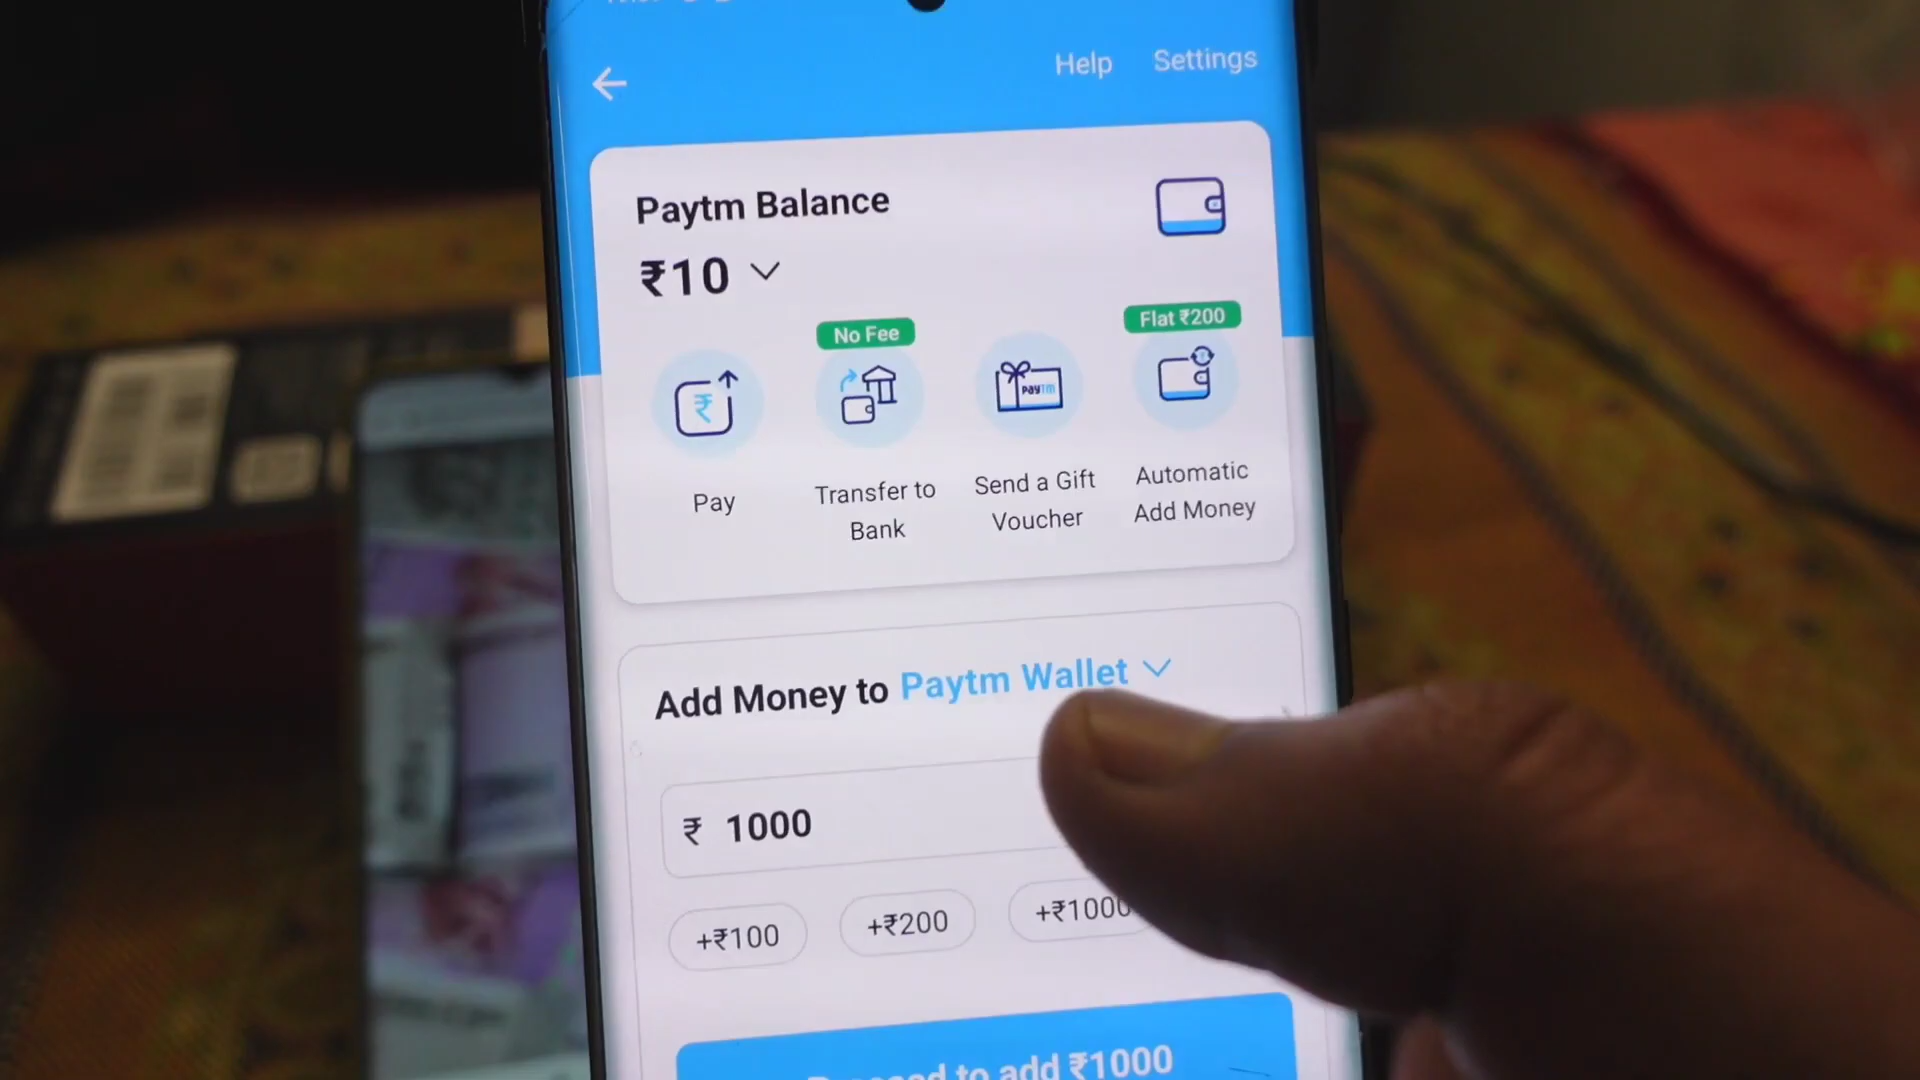 Help Settings
Paytm Balance
₹10
No Fee
Flat ₹200
Pay
Transfer to
Bank
Send a Gift
Voucher
Automatic
Add Money
Paytm
Add Money to Paytm Wallet
₹ 1000
+₹100 +₹200 +₹1000
Proceed to add ₹1000